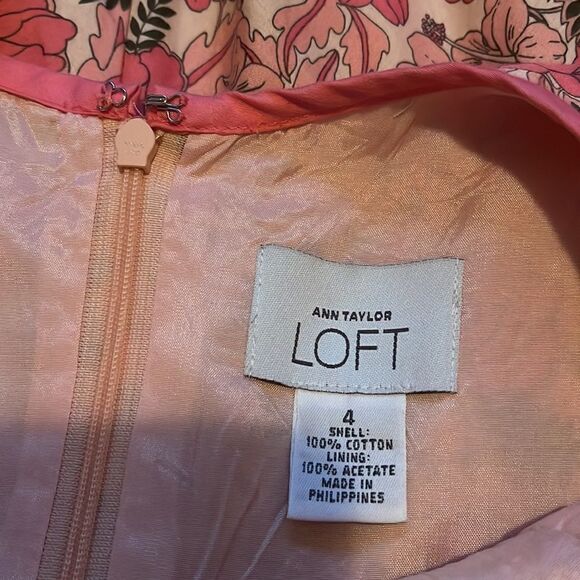 ANN TAYLOR
LOFT
4
SHELL:
100% COTTON
LINING:
100% ACETATE
MADE IN
PHILIPPINES